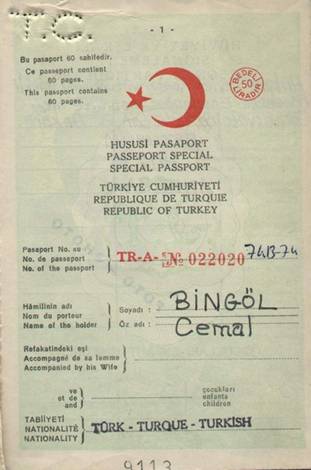 T.C.
- 1 -
Bu pasaport 60 sahifedir.
Ce passeport contient
60 pages.
This passport contains
60 pages.
BEDELİ
50
LİRADIR
HUSUSİ PASAPORT
PASSEPORT SPECIAL
SPECIAL PASSPORT
TÜRKİYE CUMHURİYETİ
REPUBLIQUE DE TURQUIE
REPUBLIC OF TURKEY
Pasaport No. su
No. de passeport
No. of the passport
TR-A- № 022020
Hâmilinin adı
Nom du porteur
Name of the holder
Soyadı : BİNGÖL
Öz adı : Cemal
Refakatindeki eşi
Accompagné de sa femme
Accompanied by his Wife
ve
et de
and
çocukları
enfants
children
TABİİYETİ
NATIONALITÉ
NATIONALITY
TÜRK - TURQUE - TURKISH
9113